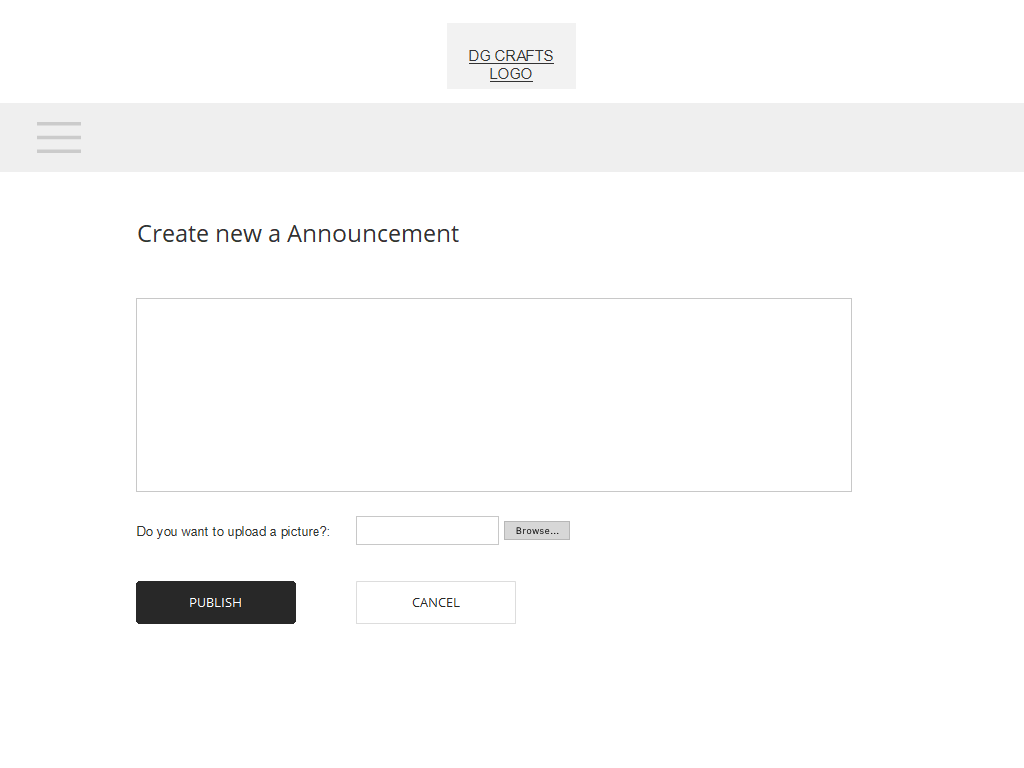 DG CRAFTS
LOGO
Create new a Announcement
Do you want to upload a picture?:
Browse...
PUBLISH
CANCEL